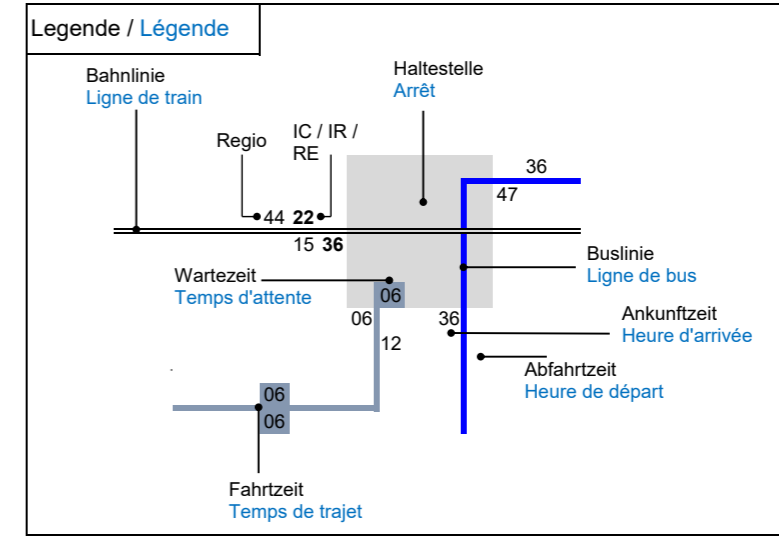 Legende / Légende
Bahnlinie
Ligne de train
Haltestelle
Arrêt
Regio
IC / IR /
RE
36
47
44 22
15 36
Buslinie
Ligne de bus
Wartezeit
Temps d'attente
06
06
36
12
Ankunftzeit
Heure d'arrivée
Abfahrtzeit
Heure de départ
06
06
Fahrtzeit
Temps de trajet